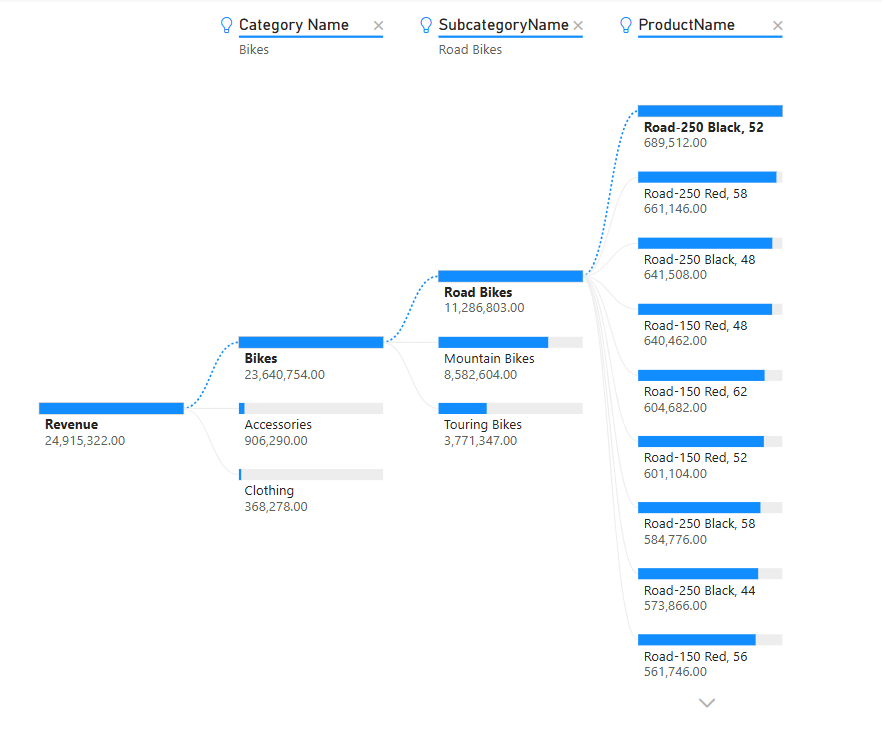 Category Name
SubcategoryName
ProductName
Bikes
Road Bikes
Revenue
24,915,322.00
Bikes
23,640,754.00
Accessories
906,290.00
Clothing
368,278.00
Road Bikes
11,286,803.00
Mountain Bikes
8,582,604.00
Touring Bikes
3,771,347.00
Road-250 Black, 52
689,512.00
Road-250 Red, 58
661,146.00
Road-250 Black, 48
641,508.00
Road-150 Red, 48
640,462.00
Road-150 Red, 62
604,682.00
Road-150 Red, 52
601,104.00
Road-250 Black, 58
584,776.00
Road-250 Black, 44
573,866.00
Road-150 Red, 56
561,746.00